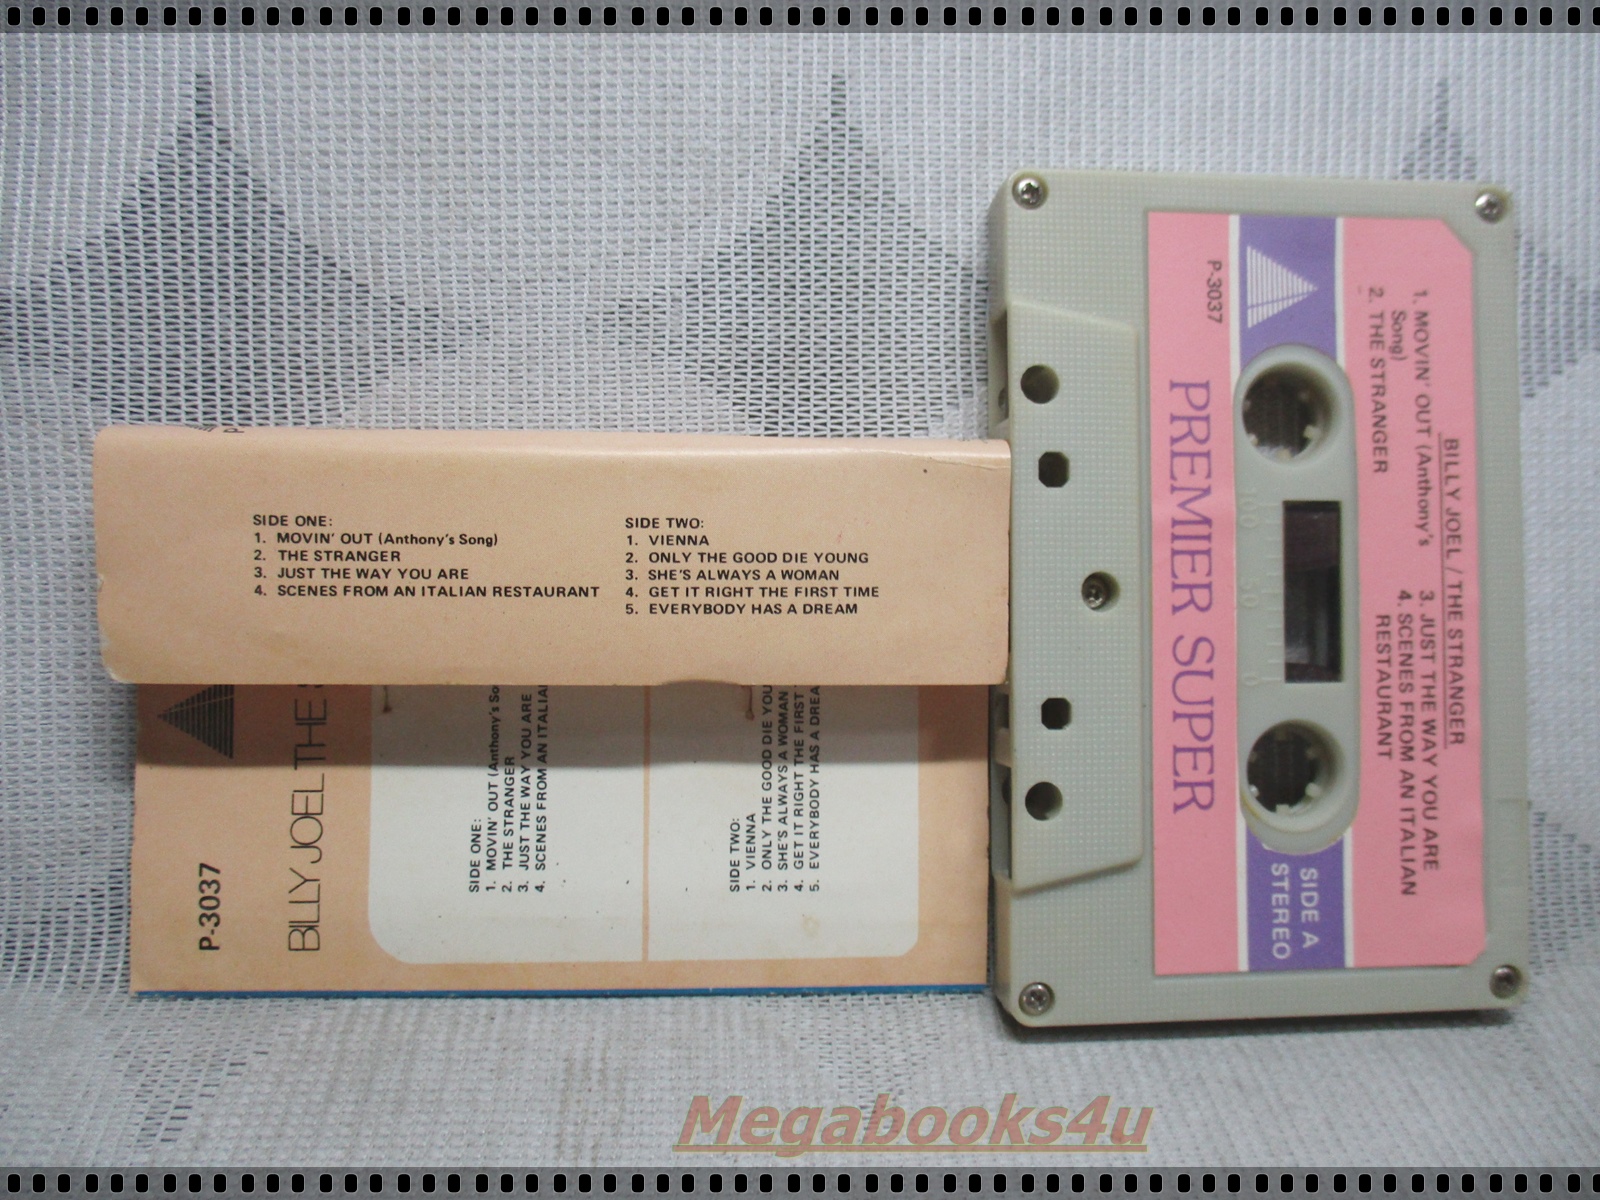 SIDE ONE:
1. MOVIN' OUT (Anthony's Song)
2. THE STRANGER
3. JUST THE WAY YOU ARE
4. SCENES FROM AN ITALIAN RESTAURANT
SIDE TWO:
1. VIENNA
2. ONLY THE GOOD DIE YOUNG
3. SHE'S ALWAYS A WOMAN
4. GET IT RIGHT THE FIRST TIME
5. EVERYBODY HAS A DREAM
P-3037
BILLY JOEL THE
SIDE ONE:
1. MOVIN' OUT (Anthony's So
2. THE STRANGER
3. JUST THE WAY YOU ARE
4. SCENES FROM AN ITALIA
SIDE TWO:
1. VIENNA
2. ONLY THE GOOD DIE YOU
3. SHE'S ALWAYS A WOMAN
4. GET IT RIGHT THE FIRST
5. EVERYBODY HAS A DREA
BILLY JOEL / THE STRANGER
1. MOVIN' OUT (Anthony's
Song)
2. THE STRANGER
3. JUST THE WAY YOU ARE
4. SCENES FROM AN ITALIAN
RESTAURANT
SIDE A
STEREO
100 50 0
P-3037
PREMIER SUPER
Megabooks4u